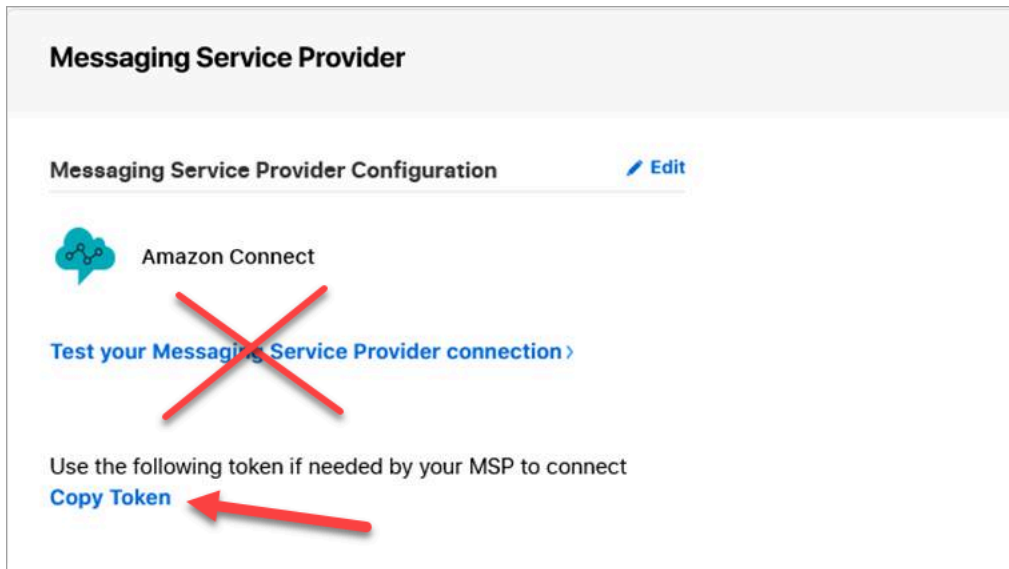 Messaging Service Provider
Messaging Service Provider Configuration
Edit
Amazon Connect
Test your Messaging Service Provider connection >
Use the following token if needed by your MSP to connect
Copy Token